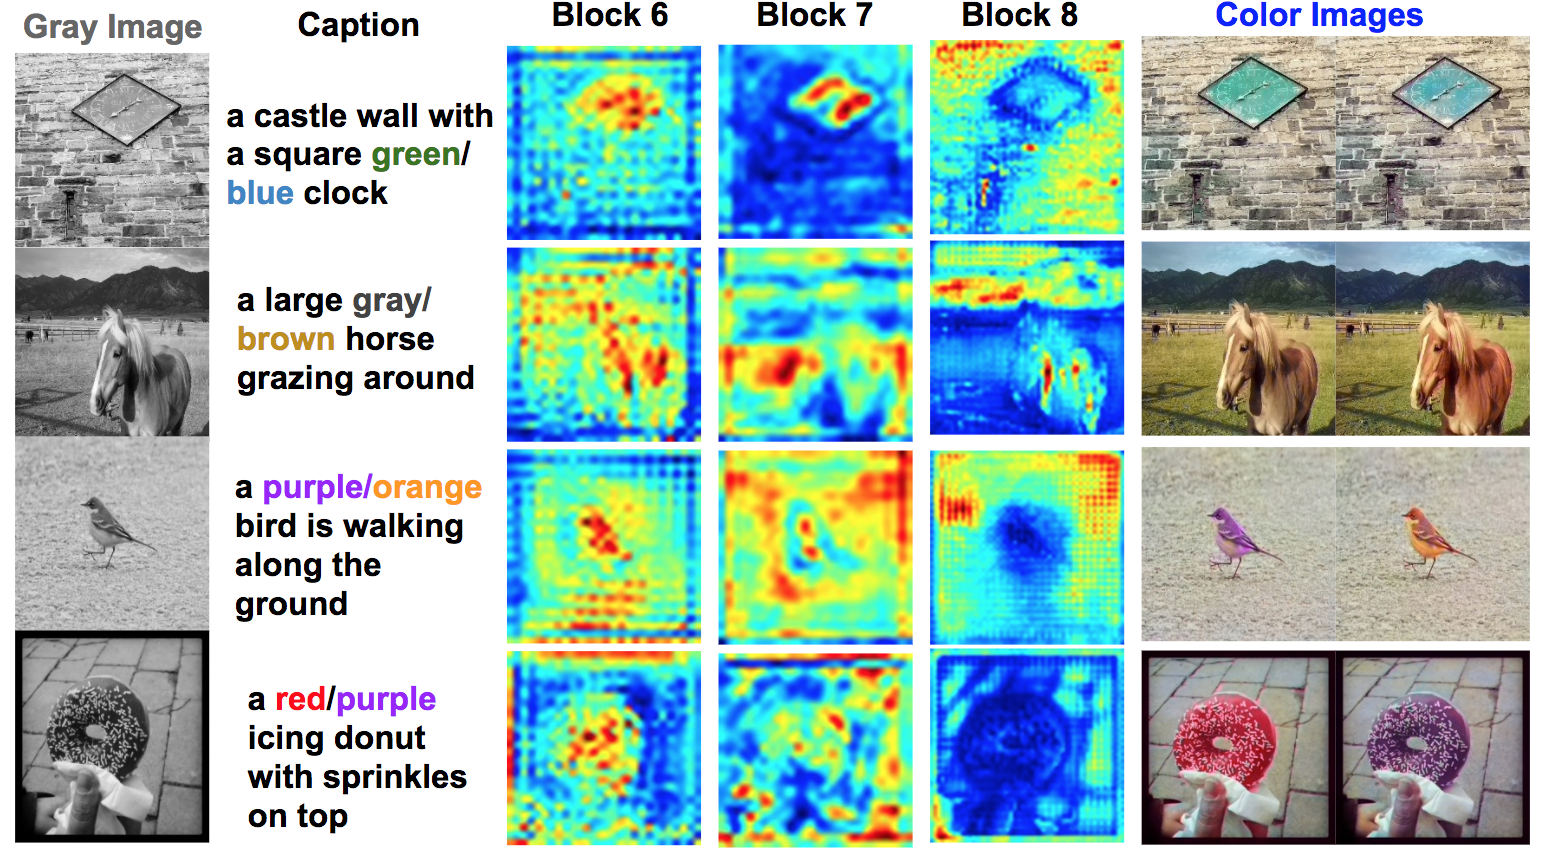 Gray Image
Caption
Block 6
Block 7
Block 8
Color Images
a castle wall with
a square green/
blue clock
a large gray/
brown horse
grazing around
a purple/orange
bird is walking
along the
ground
a red/purple
icing donut
with sprinkles
on top